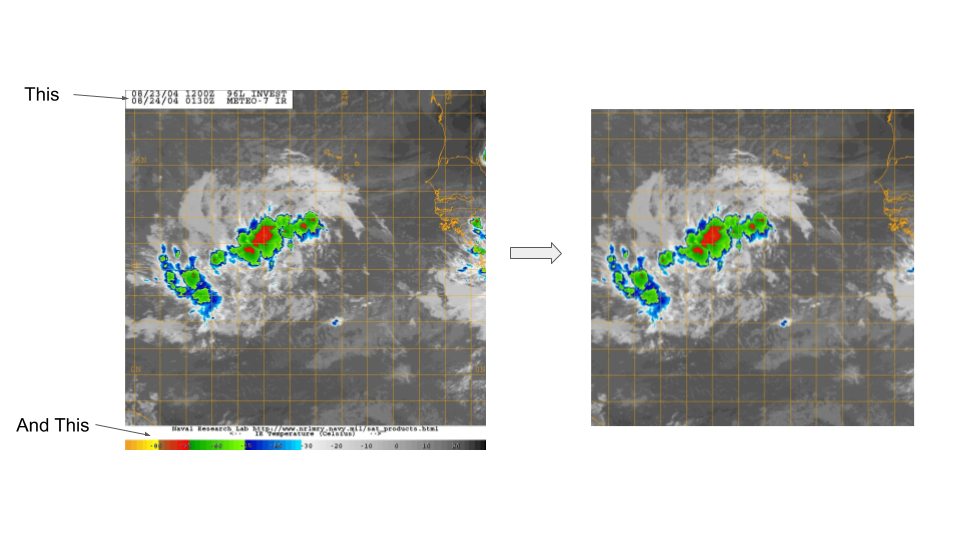 This
08/23/04 1200Z 96L INVEST
08/24/04 0130Z METEO-7 IR
And This
Naval Research Lab http://www.nrlmry.navy.mil/sat_products.html
<-- IR Temperature (Celsius) -->
-30 -20 -10 0 10 20